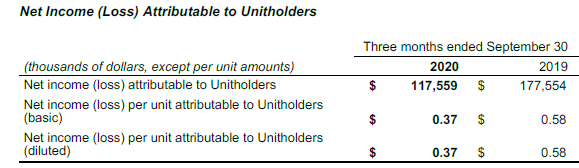 Net Income (Loss) Attributable to Unitholders
Three months ended September 30
(thousands of dollars, except per unit amounts) 2020 2019
Net income (loss) attributable to Unitholders $ 117,559 $ 177,554
Net income (loss) per unit attributable to Unitholders
(basic) $ 0.37 $ 0.58
Net income (loss) per unit attributable to Unitholders
(diluted) $ 0.37 $ 0.58